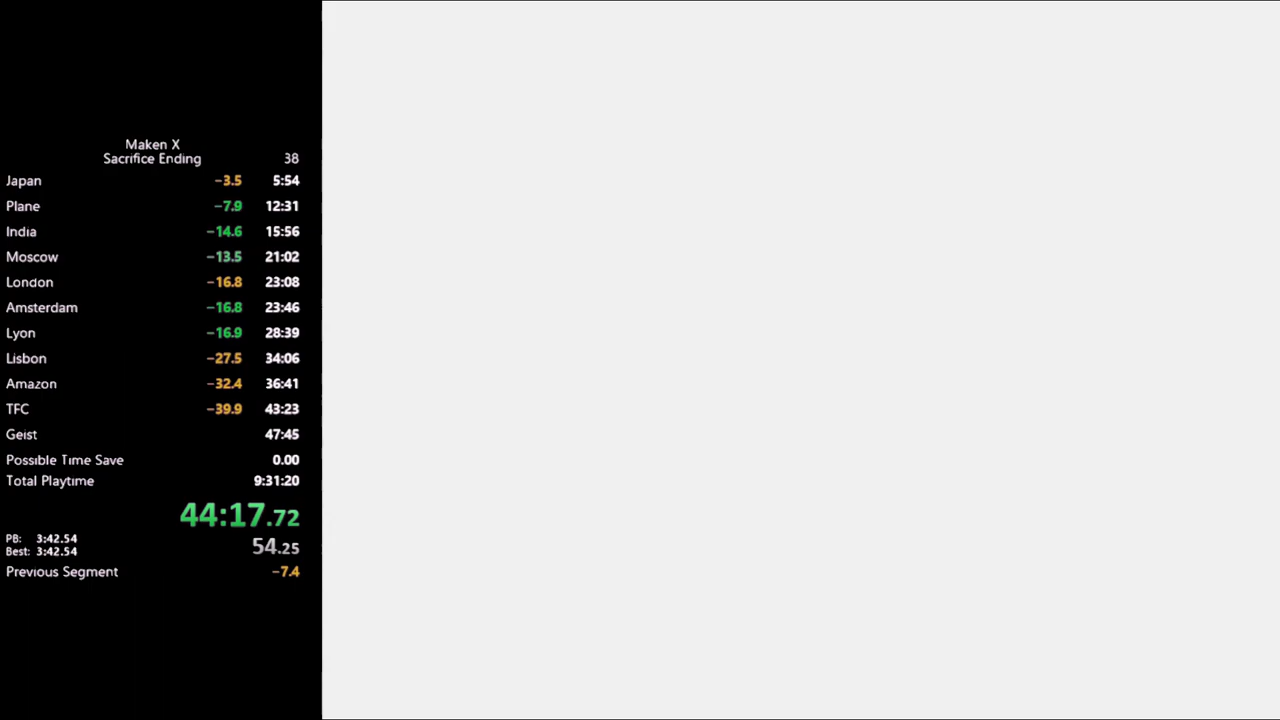 Maken X
Sacrifice Ending 38
Japan −3.5 5:54
Plane −7.9 12:31
India −14.6 15:56
Moscow −13.5 21:02
London −16.8 23:08
Amsterdam −16.8 23:46
Lyon −16.9 28:39
Lisbon −27.5 34:06
Amazon −32.4 36:41
TFC −39.9 43:23
Geist 47:45
Possible Time Save 0.00
Total Playtime 9:31:20
44:17.72
PB: 3:42.54
Best: 3:42.54
54.25
Previous Segment −7.4